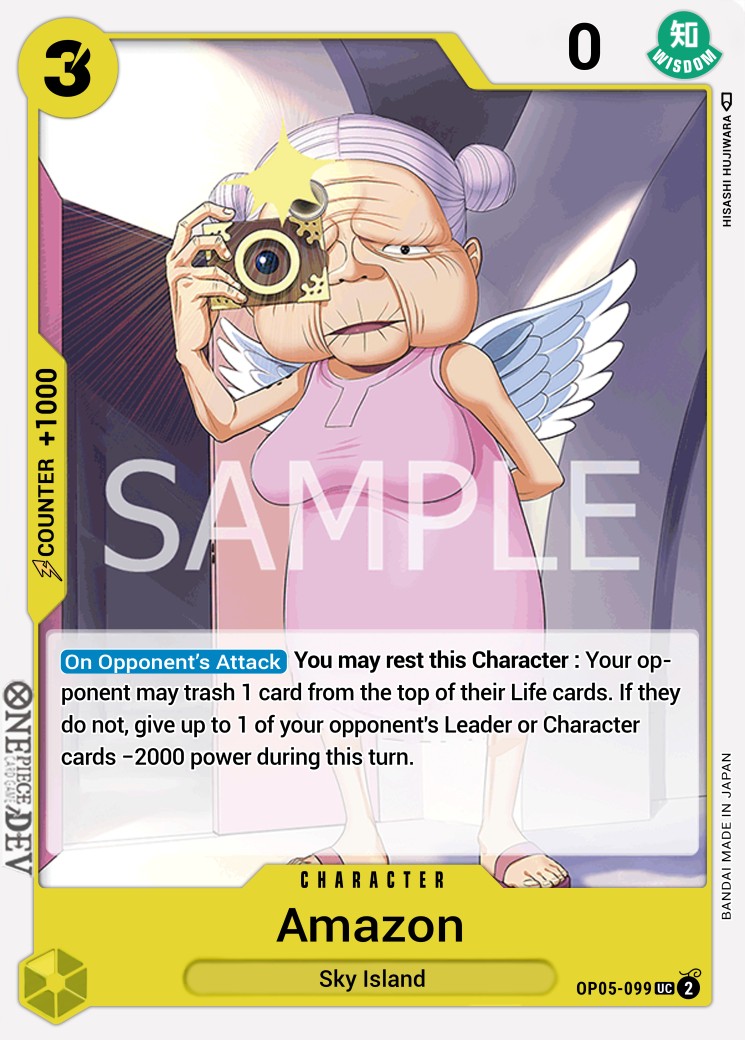 3
0
知
WISDOM
HISASHI HUJIWARA
COUNTER +1000
SAMPLE
On Opponent's Attack You may rest this Character : Your op-
ponent may trash 1 card from the top of their Life cards. If they
do not, give up to 1 of your opponent's Leader or Character
cards −2000 power during this turn.
ONE PIECE
CARD GAME
DEV
BANDAI MADE IN JAPAN
CHARACTER
Amazon
Sky Island
OP05-099 UC 2